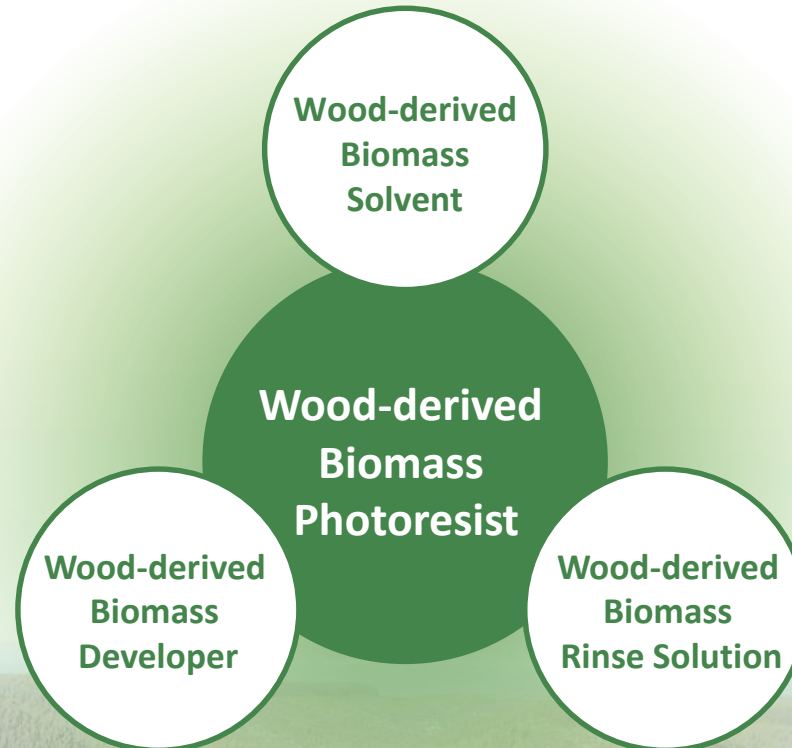 Wood-derived
Biomass
Solvent
Wood-derived
Biomass
Photoresist
Wood-derived
Biomass
Developer
Wood-derived
Biomass
Rinse Solution